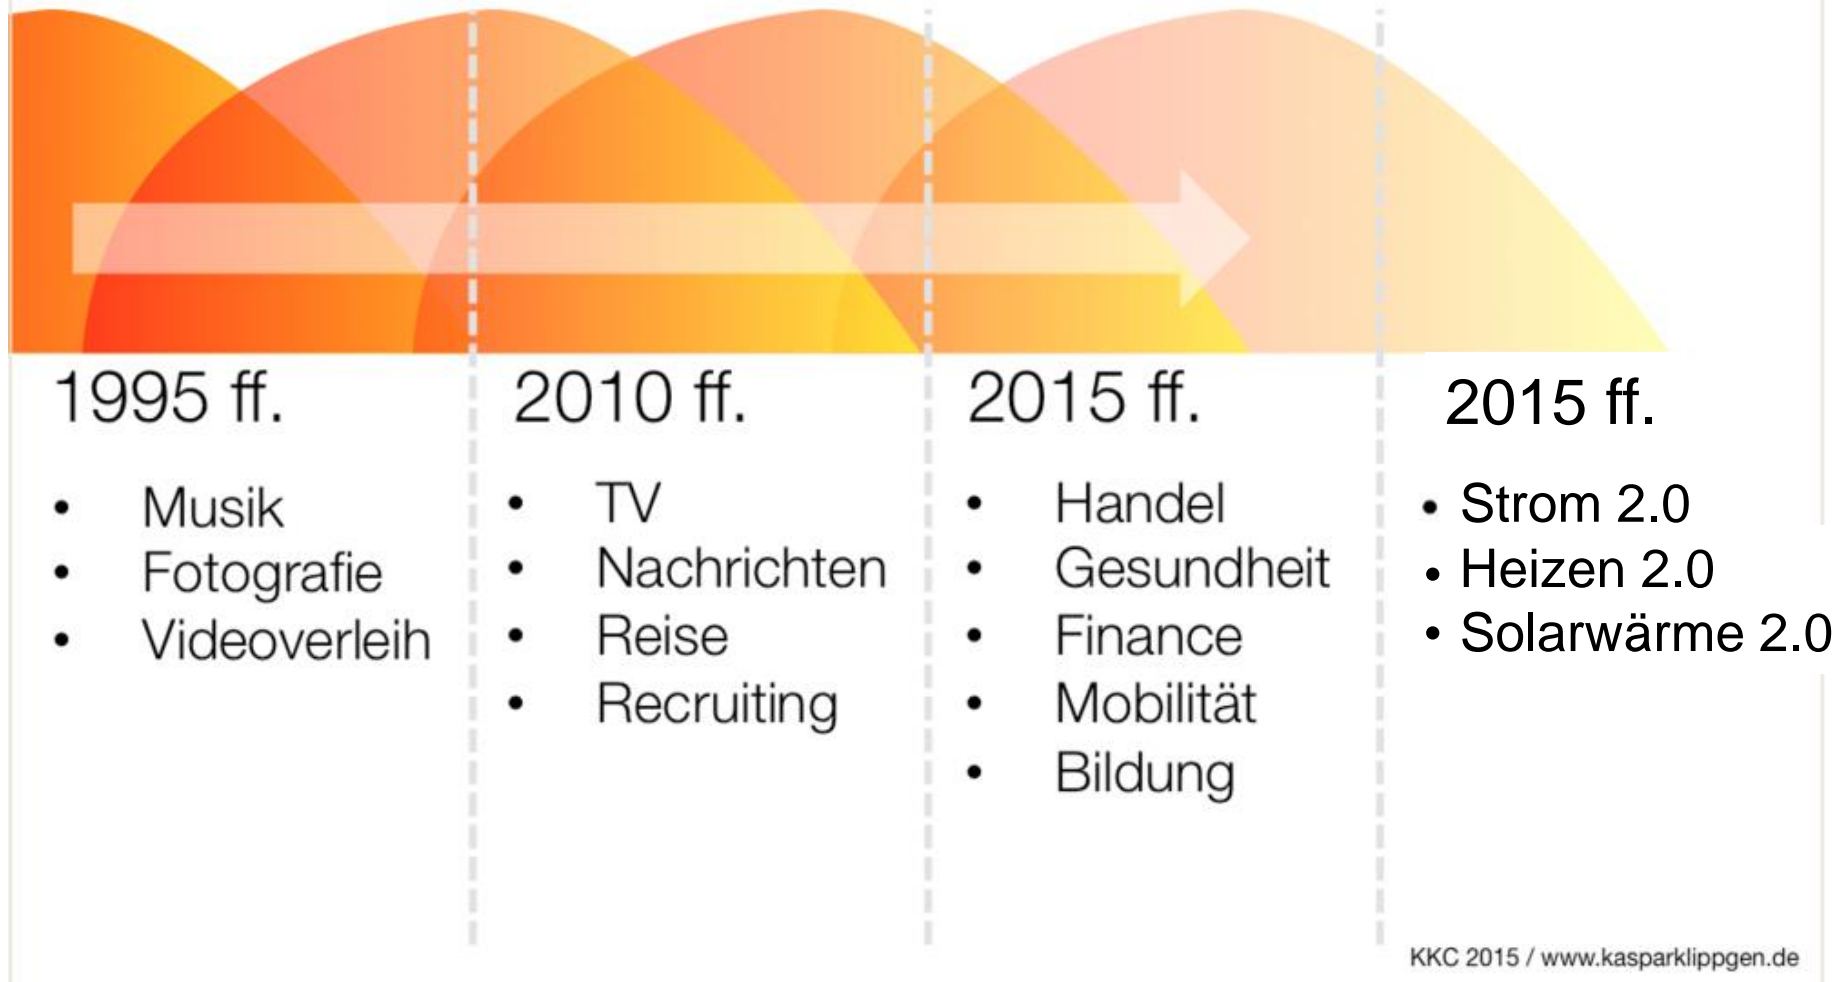 1995 ff.
• Musik
• Fotografie
• Videoverleih
2010 ff.
• TV
• Nachrichten
• Reise
• Recruiting
2015 ff.
• Handel
• Gesundheit
• Finance
• Mobilität
• Bildung
2015 ff.
• Strom 2.0
• Heizen 2.0
• Solarwärme 2.0
KKC 2015 / www.kasparklippgen.de